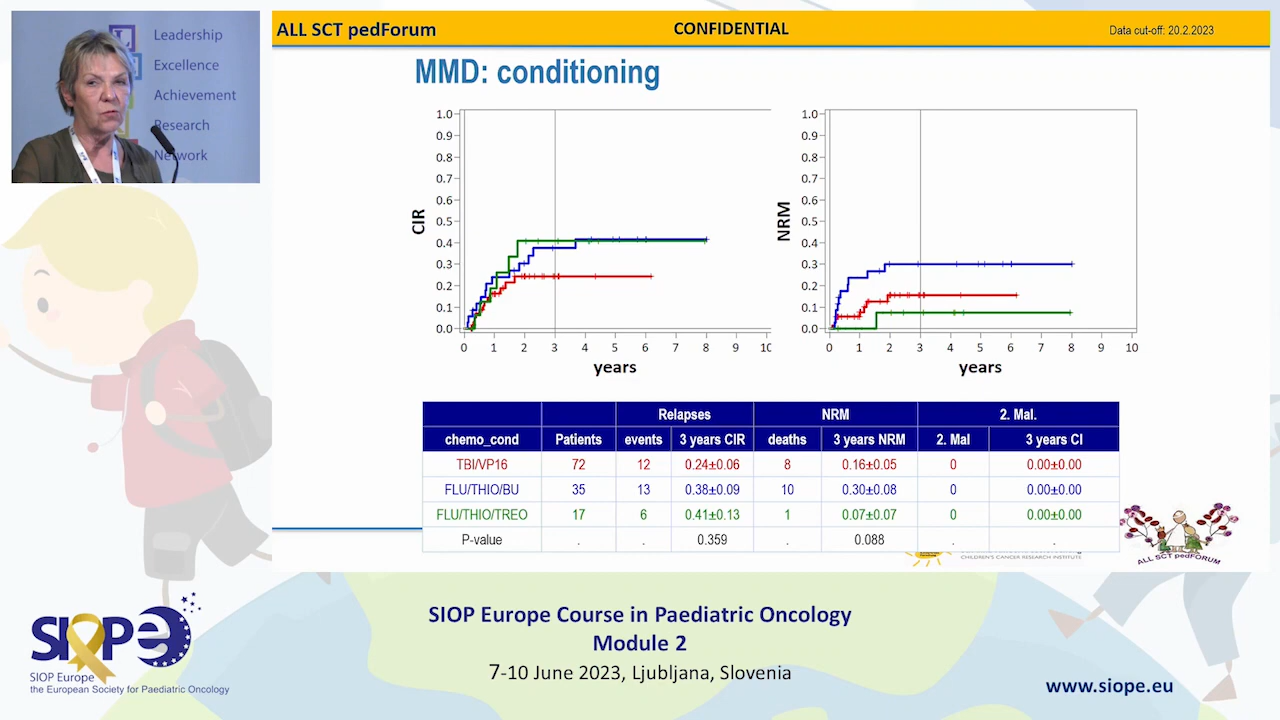 Leadership
Excellence
Achievement
Research
Network
ALL SCT pedForum
CONFIDENTIAL
Data cut-off: 20.2.2023
MMD: conditioning
CIR
1.0
0.9
0.8
0.7
0.6
0.5
0.4
0.3
0.2
0.1
0.0
0 1 2 3 4 5 6 7 8 9
years
NRM
1.0
0.9
0.8
0.7
0.6
0.5
0.4
0.3
0.2
0.1
0.0
0 1 2 3 4 5 6 7 8 9 10
years
Relapses NRM 2. Mal.
chemo_cond Patients events 3 years CIR deaths 3 years NRM 2. Mal 3 years CI
TBI/VP16 72 12 0.24±0.06 8 0.16±0.05 0 0.00±0.00
FLU/THIO/BU 35 13 0.38±0.09 10 0.30±0.08 0 0.00±0.00
FLU/THIO/TREO 17 6 0.41±0.13 1 0.07±0.07 0 0.00±0.00
P-value . . 0.359 . 0.088 . .
CHILDREN'S CANCER RESEARCH INSTITUTE
ALL SCT pedFORUM
SIOP e
SIOP Europe
the European Society for Paediatric Oncology
SIOP Europe Course in Paediatric Oncology
Module 2
7-10 June 2023, Ljubljana, Slovenia
www.siope.eu